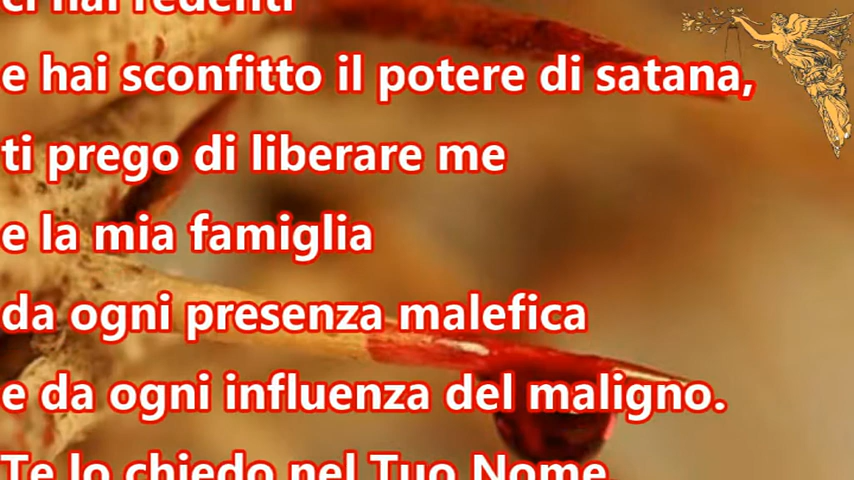 ci hai redenti
e hai sconfitto il potere di satana,
ti prego di liberare me
e la mia famiglia
da ogni presenza malefica
e da ogni influenza del maligno.
Te lo chiedo nel Tuo Nome